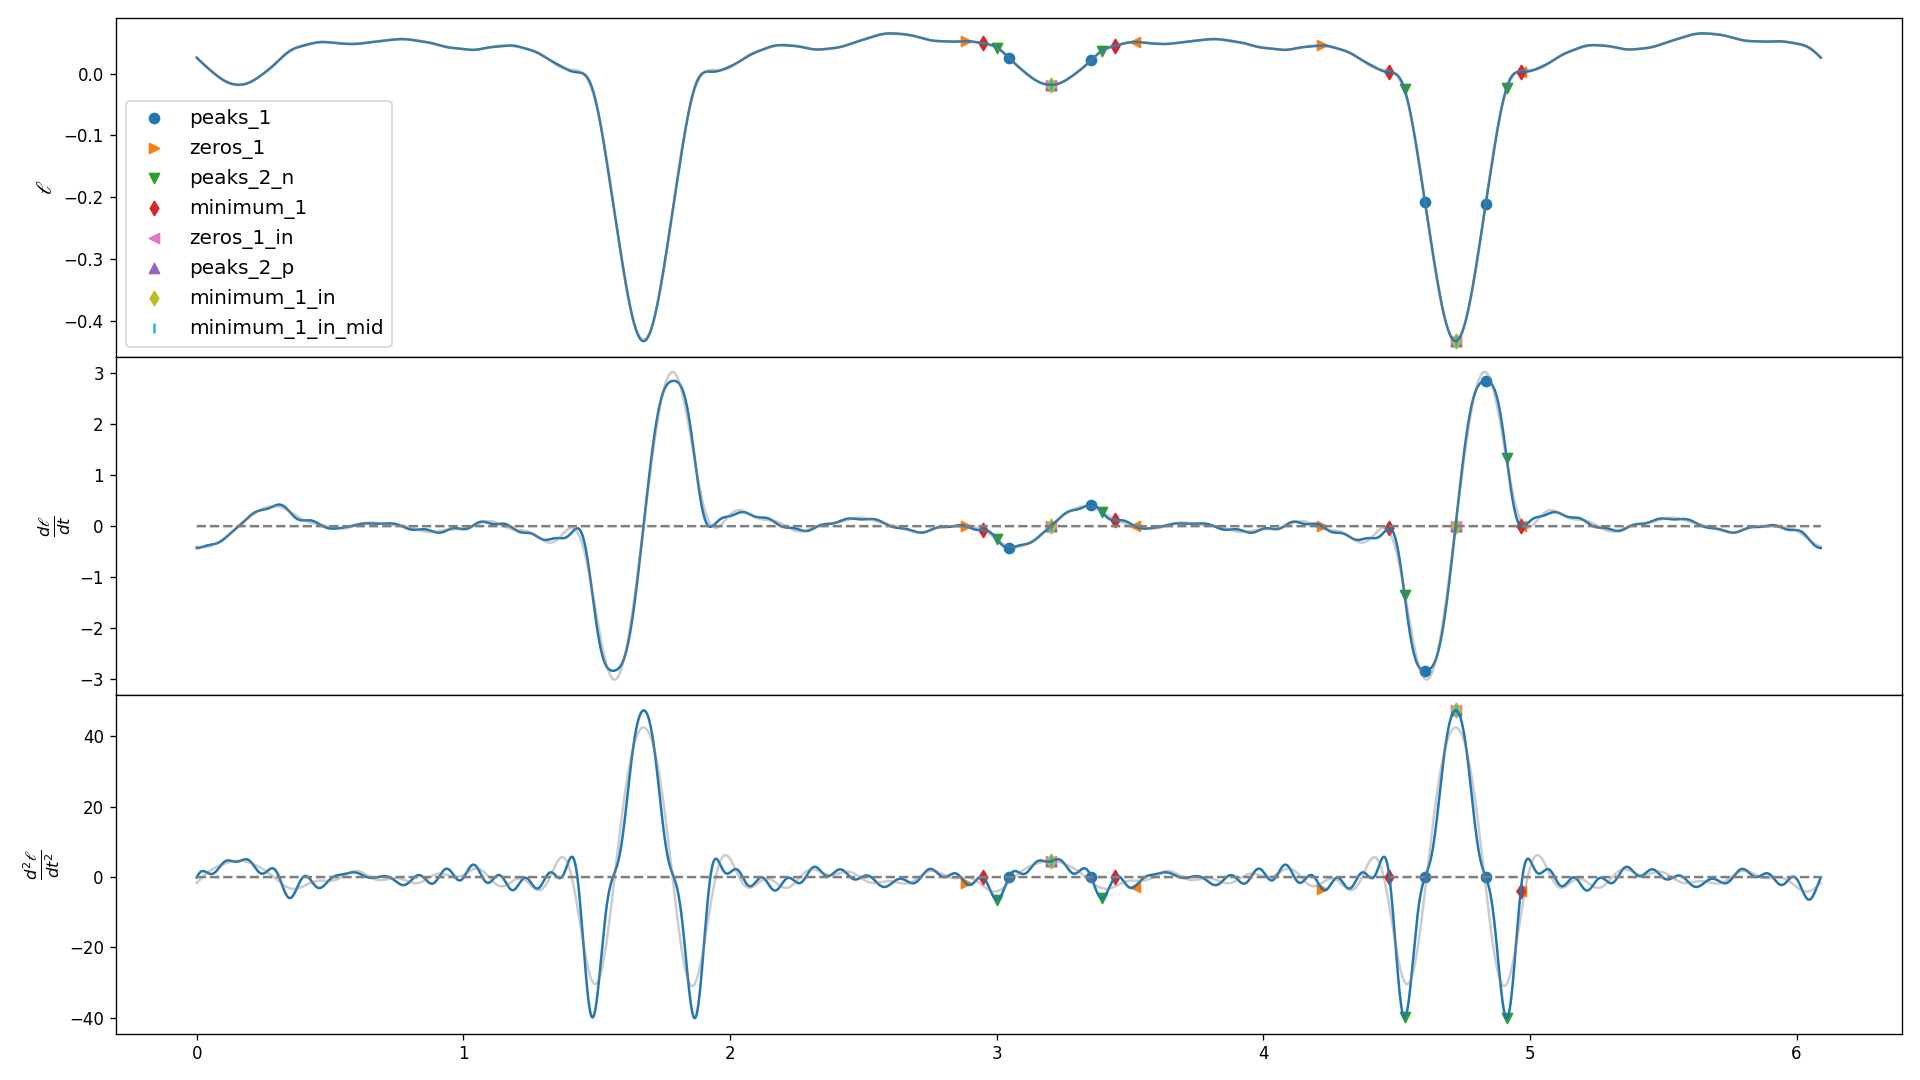 0.0
−0.1
−0.2
−0.3
−0.4
ℓ
peaks_1
zeros_1
peaks_2_n
minimum_1
zeros_1_in
peaks_2_p
minimum_1_in
minimum_1_in_mid
3
2
1
0
−1
−2
−3
dℓ
dt
40
20
0
−20
−40
d²ℓ
dt²
0 1 2 3 4 5 6